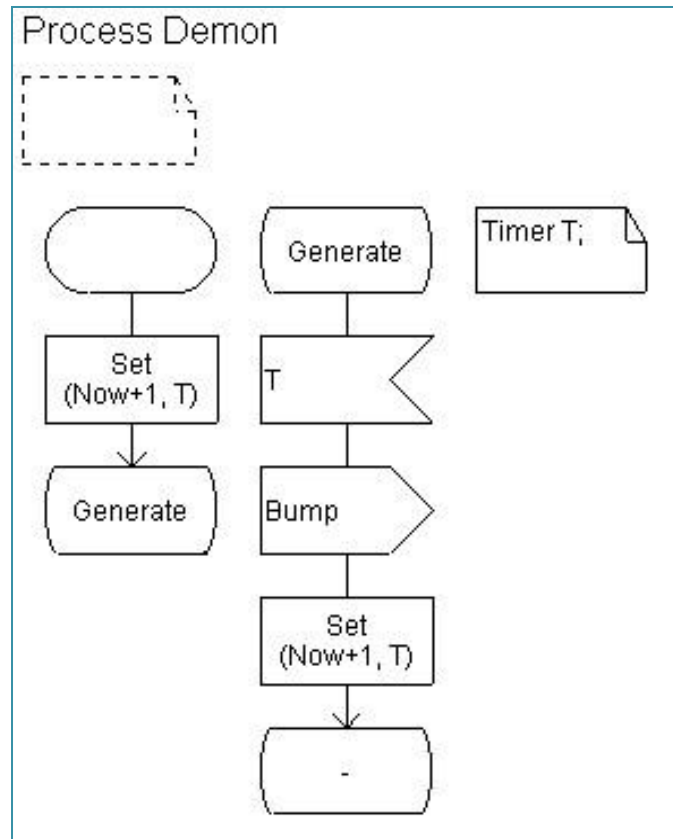 Process Demon
Set
(Now+1, T)
Generate
Generate
T
Bump
Set
(Now+1, T)
-
Timer T;